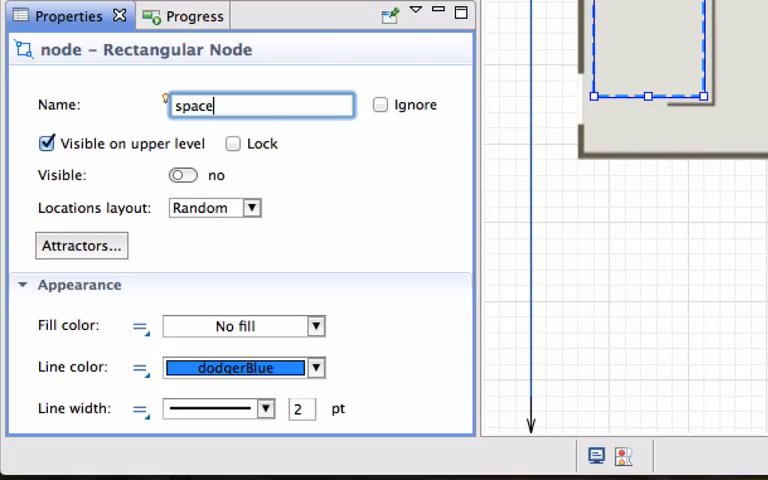 Properties Progress
node – Rectangular Node
Name: space Ignore
Visible on upper level Lock
Visible: no
Locations layout: Random
Attractors...
Appearance
Fill color: No fill
Line color: dodgerBlue
Line width: 2 pt